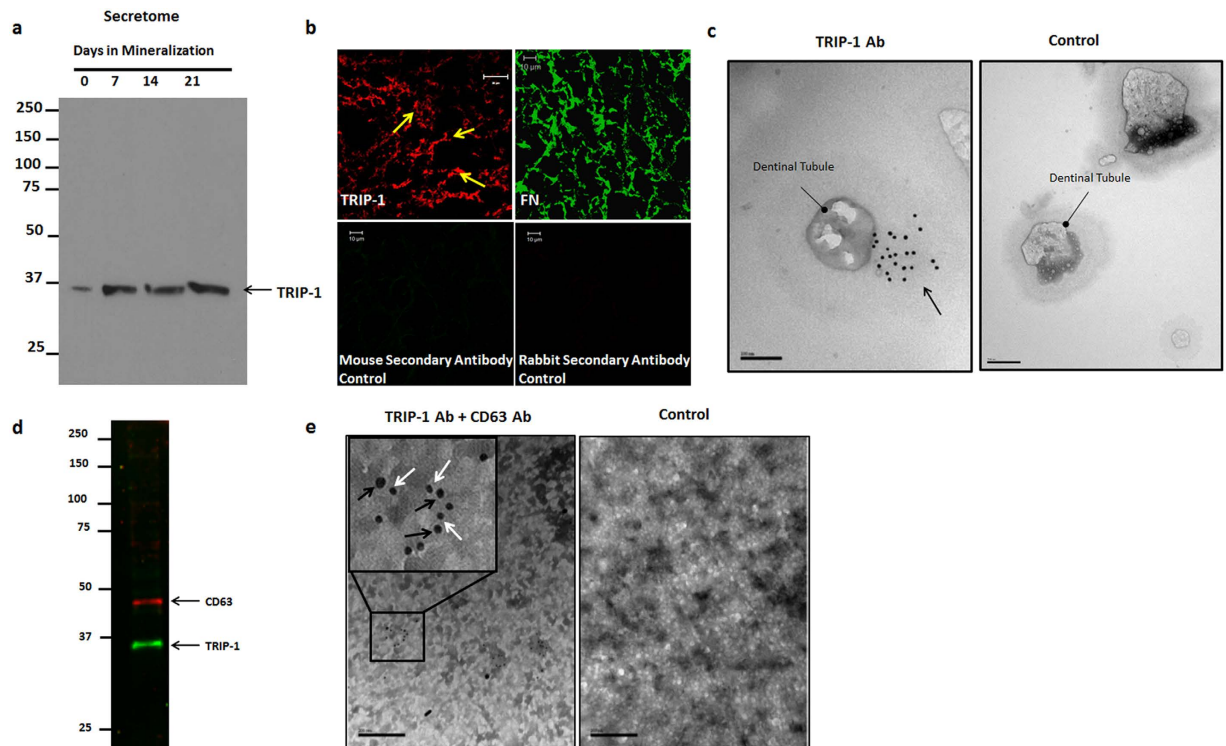 a
Secretome
Days in Mineralization
0 7 14 21
250
150
100
75
50
37
25
TRIP-1
b
10 µm
TRIP-1
FN
10 µm
10 µm
Mouse Secondary Antibody
Control
Rabbit Secondary Antibody
Control
c
TRIP-1 Ab
Control
Dentinal Tubule
Dentinal Tubule
d
250
150
100
75
50
37
25
CD63
TRIP-1
e
TRIP-1 Ab + CD63 Ab
Control